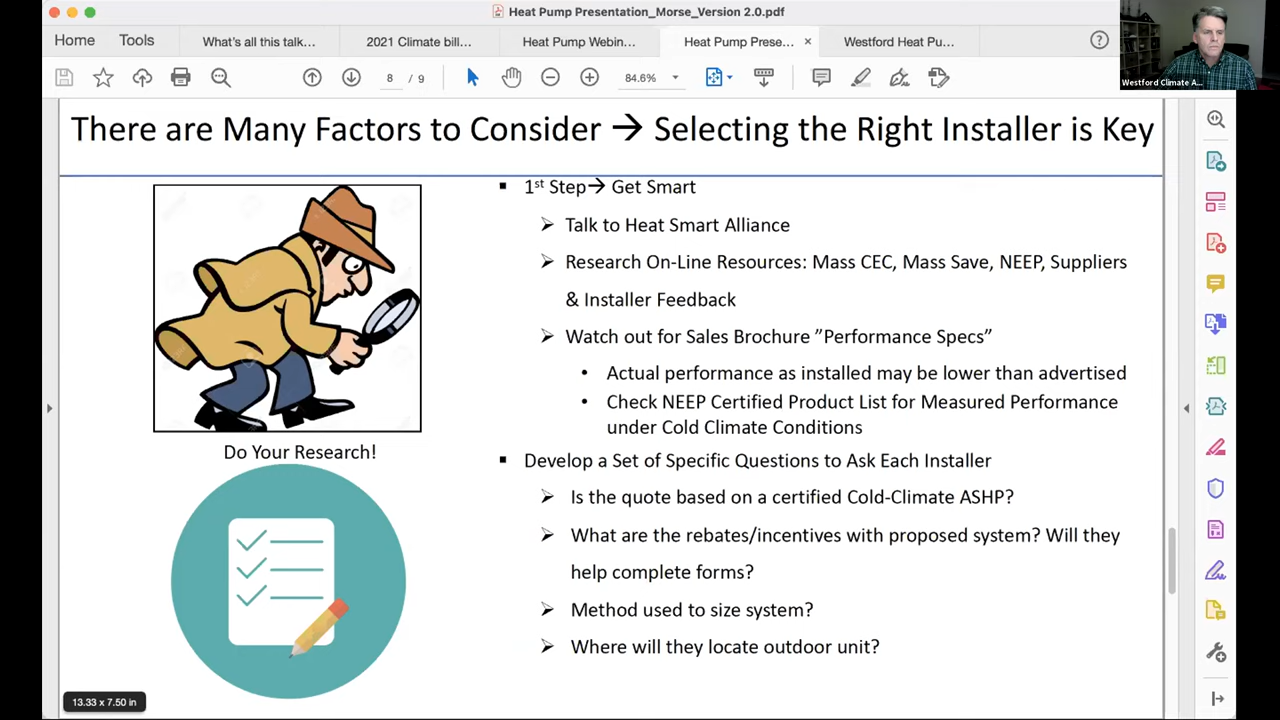 Heat Pump Presentation_Morse_Version 2.0.pdf
Home
Tools
What's all this talk...
2021 Climate bill...
Heat Pump Webin...
Heat Pump Prese...
Westford Heat Pu...
8 / 9
84.6%
Westford Climate A...
There are Many Factors to Consider → Selecting the Right Installer is Key
1st Step→ Get Smart
Talk to Heat Smart Alliance
Research On-Line Resources: Mass CEC, Mass Save, NEEP, Suppliers
& Installer Feedback
Watch out for Sales Brochure ”Performance Specs”
Actual performance as installed may be lower than advertised
Check NEEP Certified Product List for Measured Performance
under Cold Climate Conditions
Do Your Research!
Develop a Set of Specific Questions to Ask Each Installer
Is the quote based on a certified Cold-Climate ASHP?
What are the rebates/incentives with proposed system? Will they
help complete forms?
Method used to size system?
Where will they locate outdoor unit?
13.33 x 7.50 in